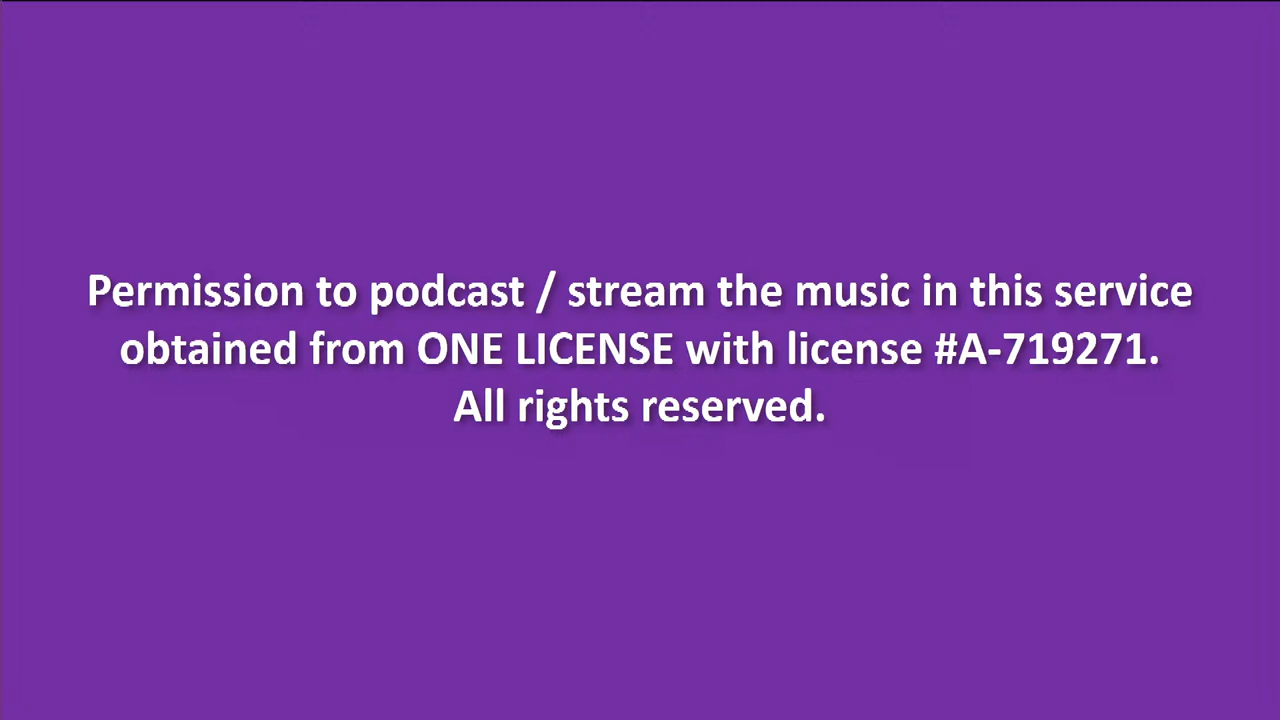 Permission to podcast / stream the music in this service
obtained from ONE LICENSE with license #A-719271.
All rights reserved.